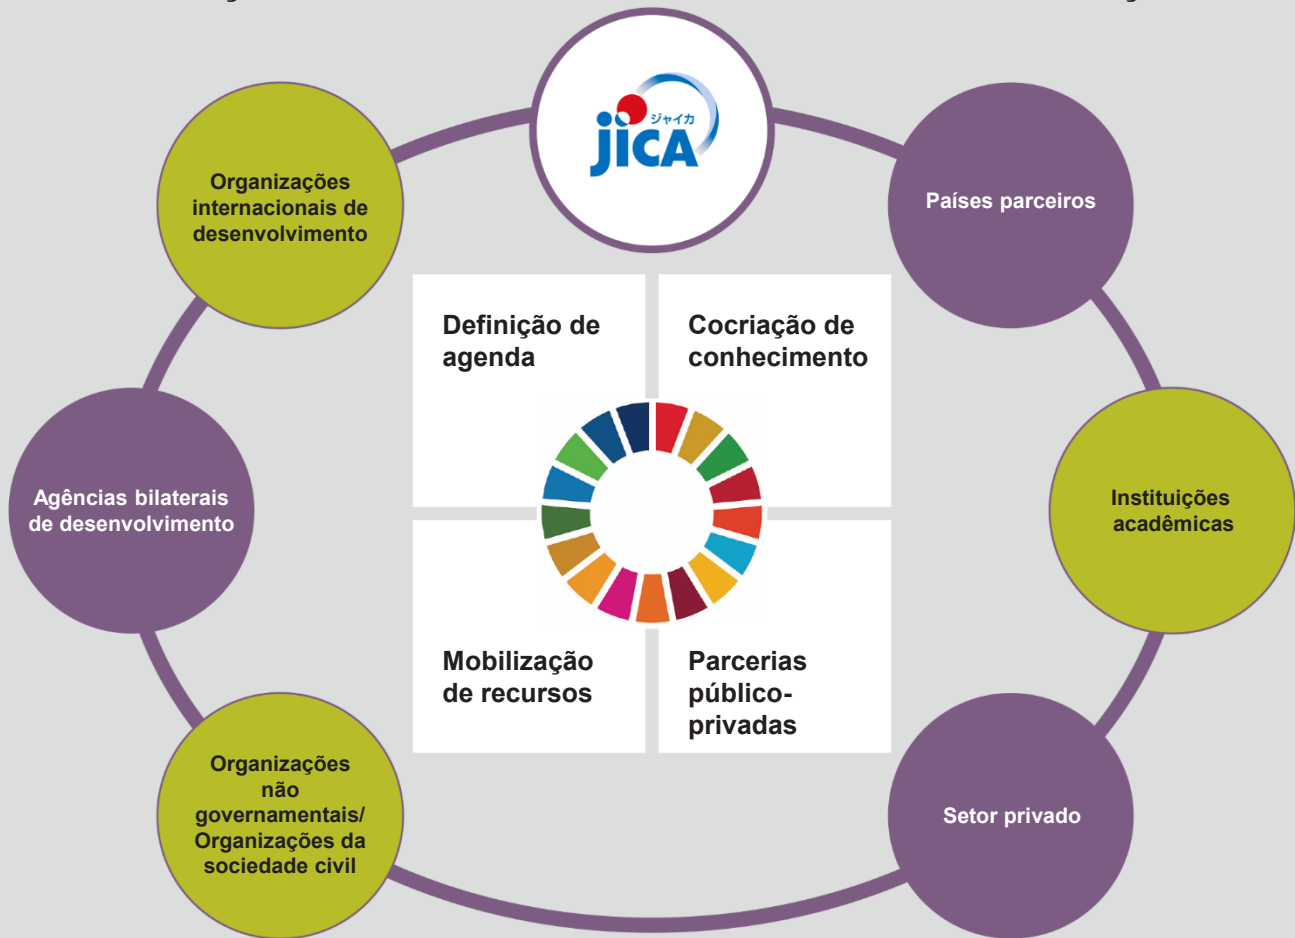 ジャイカ
jICA
Organizações
internacionais de
desenvolvimento
Países parceiros
Definição de
agenda
Cocriação de
conhecimento
Agências bilaterais
de desenvolvimento
Instituições
acadêmicas
Mobilização
de recursos
Parcerias
público-
privadas
Organizações
não
governamentais/
Organizações da
sociedade civil
Setor privado